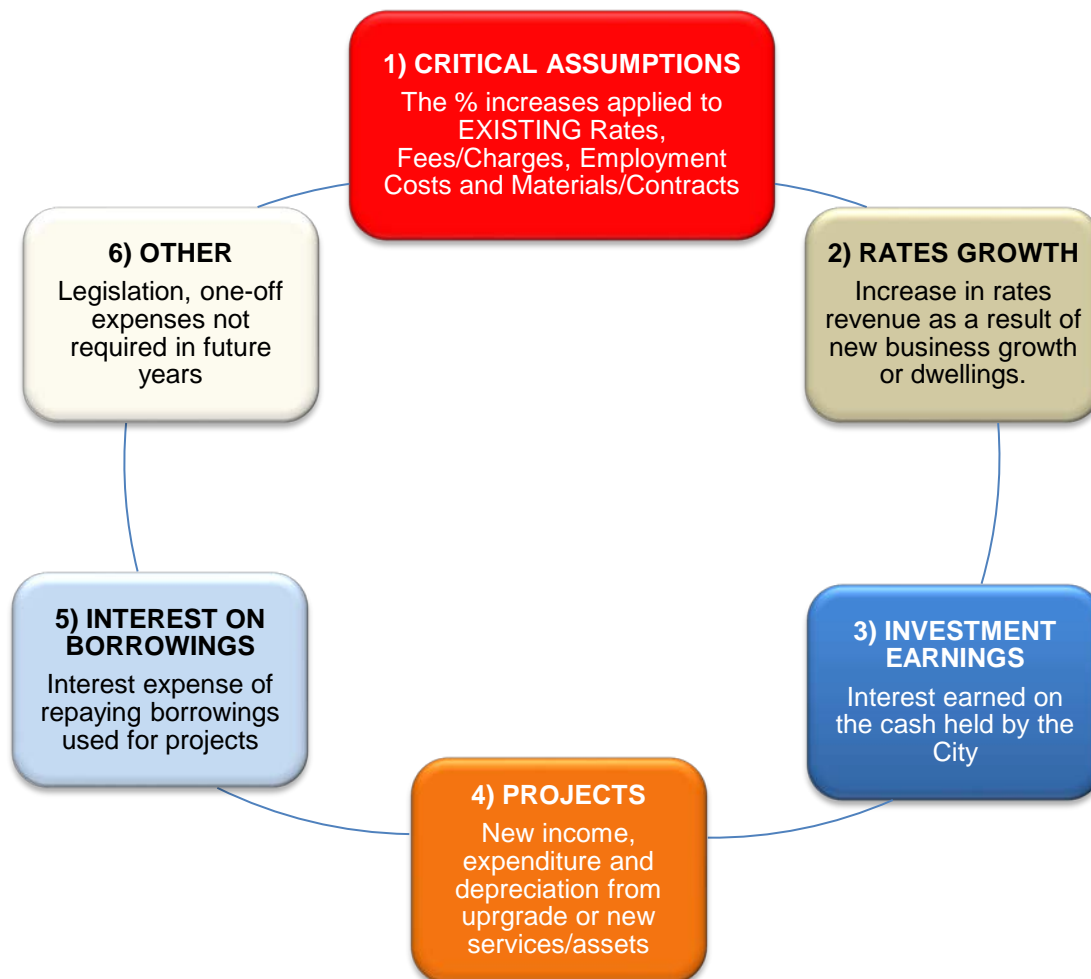 1) CRITICAL ASSUMPTIONS
The % increases applied to
EXISTING Rates,
Fees/Charges, Employment
Costs and Materials/Contracts
2) RATES GROWTH
Increase in rates
revenue as a result of
new business growth
or dwellings.
3) INVESTMENT
EARNINGS
Interest earned on
the cash held by the
City
4) PROJECTS
New income,
expenditure and
depreciation from
uprgrade or new
services/assets
5) INTEREST ON
BORROWINGS
Interest expense of
repaying borrowings
used for projects
6) OTHER
Legislation, one-off
expenses not
required in future
years